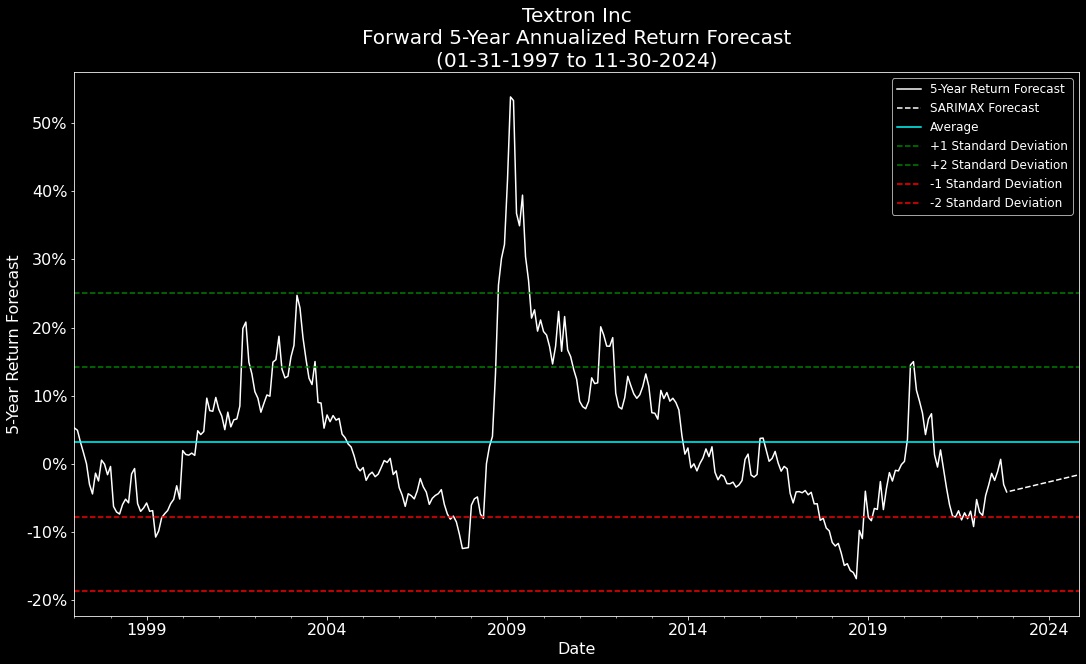 Textron Inc
Forward 5-Year Annualized Return Forecast
(01-31-1997 to 11-30-2024)
5-Year Return Forecast
SARIMAX Forecast
Average
+1 Standard Deviation
+2 Standard Deviation
-1 Standard Deviation
-2 Standard Deviation
5-Year Return Forecast
50%
40%
30%
20%
10%
0%
-10%
-20%
1999
2004
2009
2014
2019
2024
Date